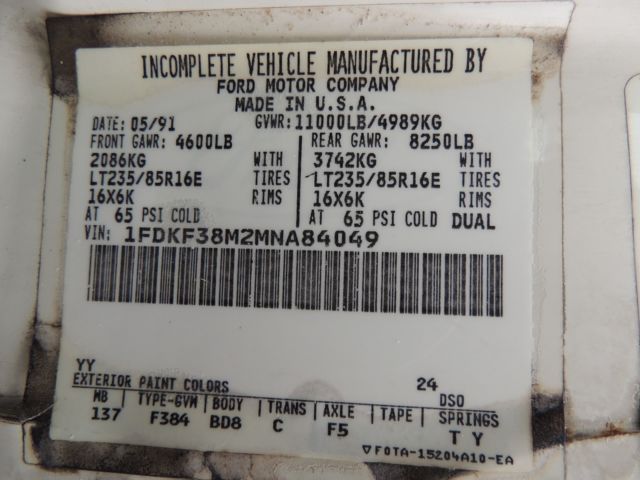 INCOMPLETE VEHICLE MANUFACTURED BY
FORD MOTOR COMPANY
MADE IN U.S.A.
DATE: 05/91 GVWR: 11000LB/4989KG
FRONT GAWR: 4600LB REAR GAWR: 8250LB
2086KG WITH 3742KG WITH
LT235/85R16E TIRES LT235/85R16E TIRES
16X6K RIMS 16X6K RIMS
AT 65 PSI COLD AT 65 PSI COLD DUAL
VIN: 1FDKF38M2MNA84049
YY
EXTERIOR PAINT COLORS 24 DSO
WB TYPE-GVM BODY TRANS AXLE TAPE SPRINGS
137 F384 BD8 C F5 T Y
▽FOTA-15204A10-EA